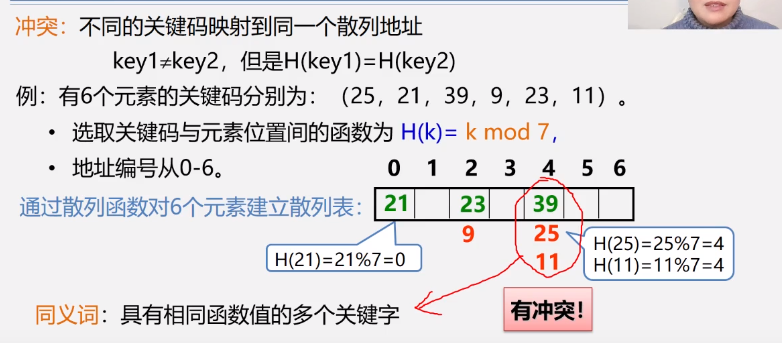 冲突：不同的关键码映射到同一个散列地址
key1≠key2，但是H(key1)=H(key2)
例：有6个元素的关键码分别为：（25，21，39，9，23，11）。
• 选取关键码与元素位置间的函数为 H(k)= k mod 7,
• 地址编号从0-6。
0 1 2 3 4 5 6
通过散列函数对6个元素建立散列表：
21 23 39
9 25
11
H(21)=21%7=0
H(25)=25%7=4
H(11)=11%7=4
同义词：具有相同函数值的多个关键字
有冲突！